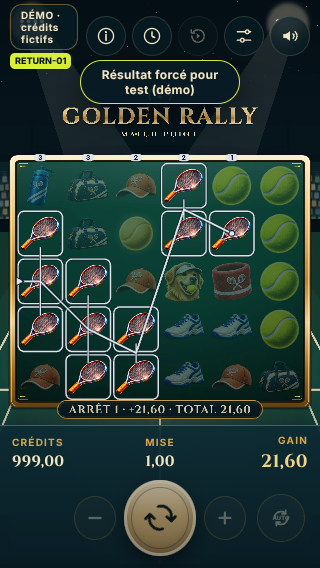 DÉMO ·
crédits
fictifs
RETURN-01
Résultat forcé pour
test (démo)
GOLDEN RALLY
3 3 2 2 1
ARRÊT 1 · +21,60 · TOTAL 21,60
CRÉDITS MISE GAIN
999,00 1,00 21,60
AUTO